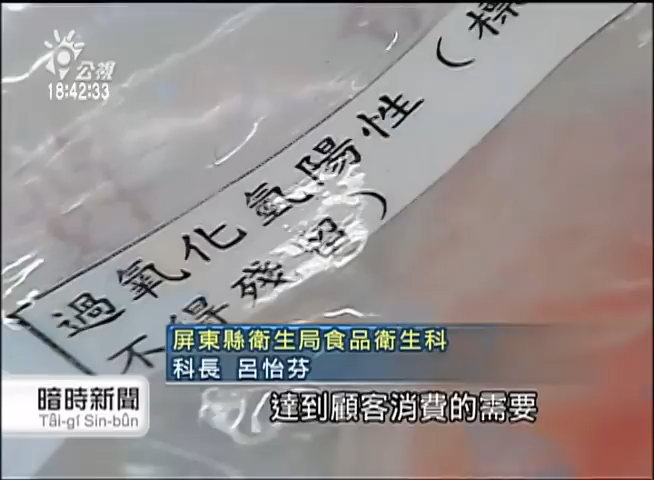 公視
18:42:33
過氧化氫陽性(標
不得殘留)
屏東縣衛生局食品衛生科
科長 呂怡芬
暗時新聞
Tâi-gí Sin-bûn
達到顧客消費的需要